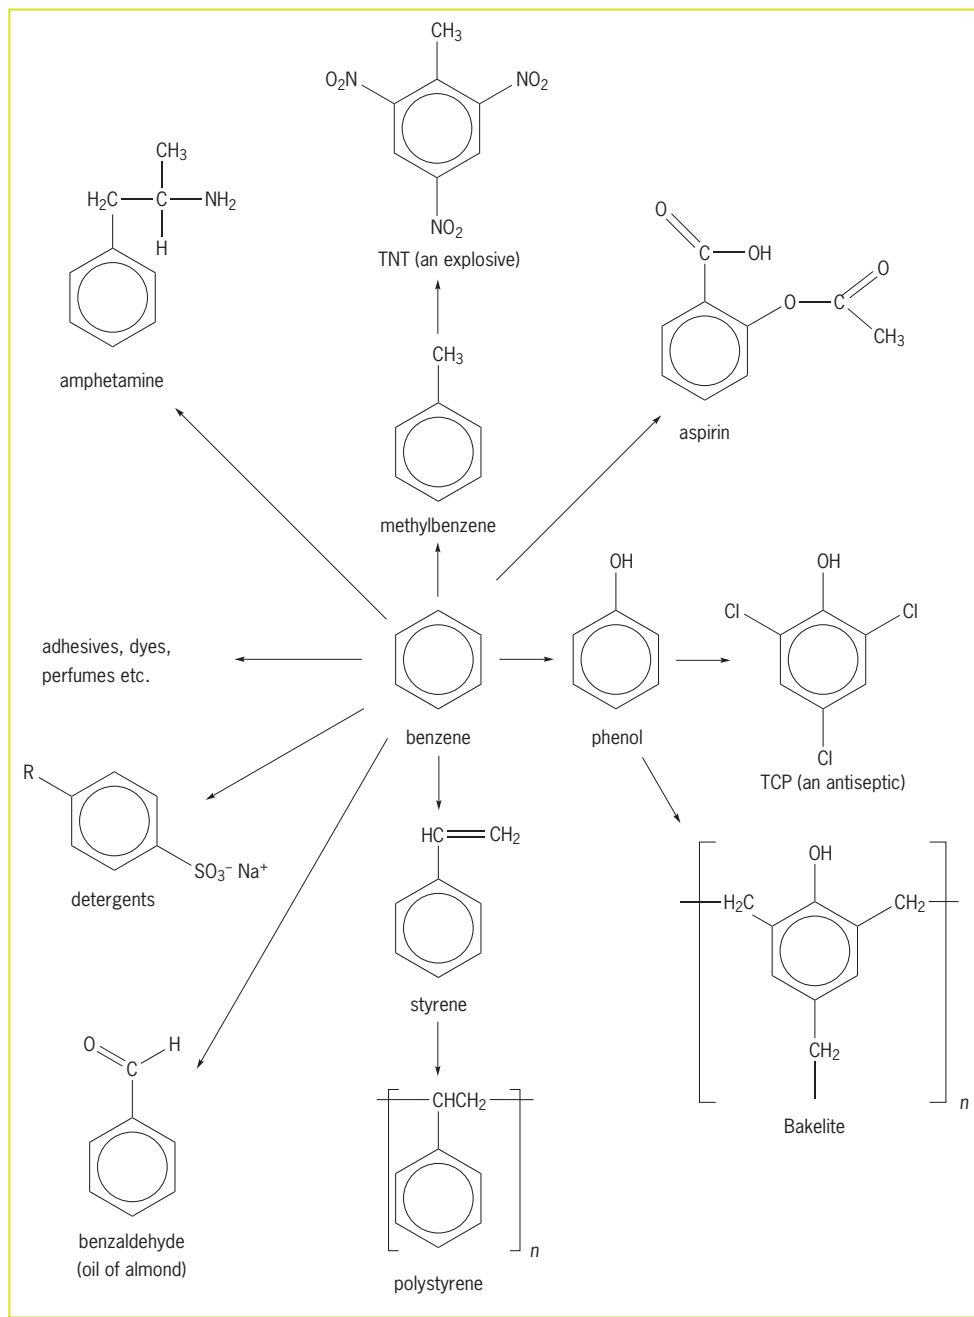 CH₃
O₂N
NO₂
NO₂
TNT (an explosive)
CH₃
H₂C—C—NH₂
H
amphetamine
O
C—OH
O—C
O
CH₃
aspirin
CH₃
methylbenzene
adhesives, dyes,
perfumes etc.
benzene
OH
phenol
OH
Cl
Cl
Cl
TCP (an antiseptic)
R
SO₃⁻ Na⁺
detergents
HC═CH₂
styrene
OH
H₂C
CH₂
CH₂
n
Bakelite
O
H
C
benzaldehyde
(oil of almond)
CHCH₂
n
polystyrene